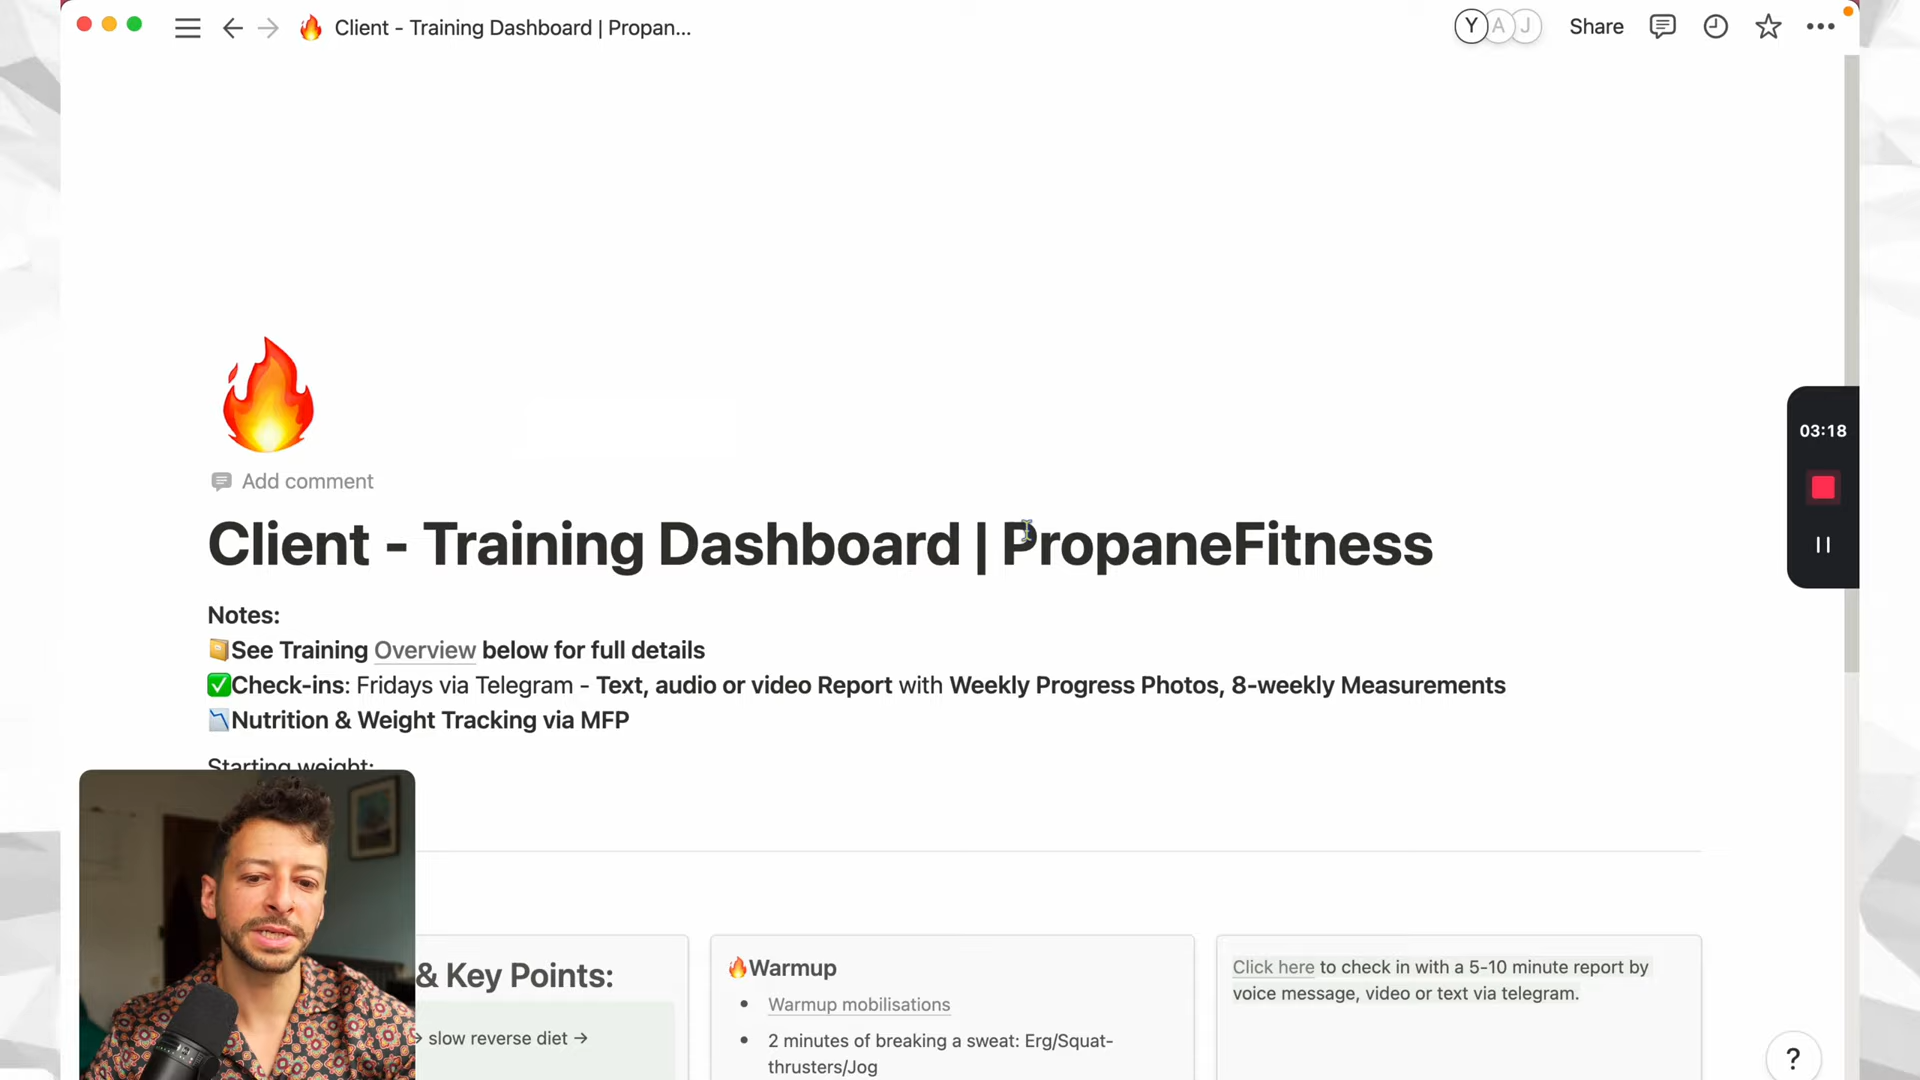 Client - Training Dashboard | Propan...
Y A J Share
03:18
Add comment
Client - Training Dashboard | PropaneFitness
Notes:
See Training Overview below for full details
Check-ins: Fridays via Telegram - Text, audio or video Report with Weekly Progress Photos, 8-weekly Measurements
Nutrition & Weight Tracking via MFP
Starting weight:
& Key Points:
slow reverse diet →
Warmup
• Warmup mobilisations
• 2 minutes of breaking a sweat: Erg/Squat-
thrusters/Jog
Click here to check in with a 5-10 minute report by
voice message, video or text via telegram.
?